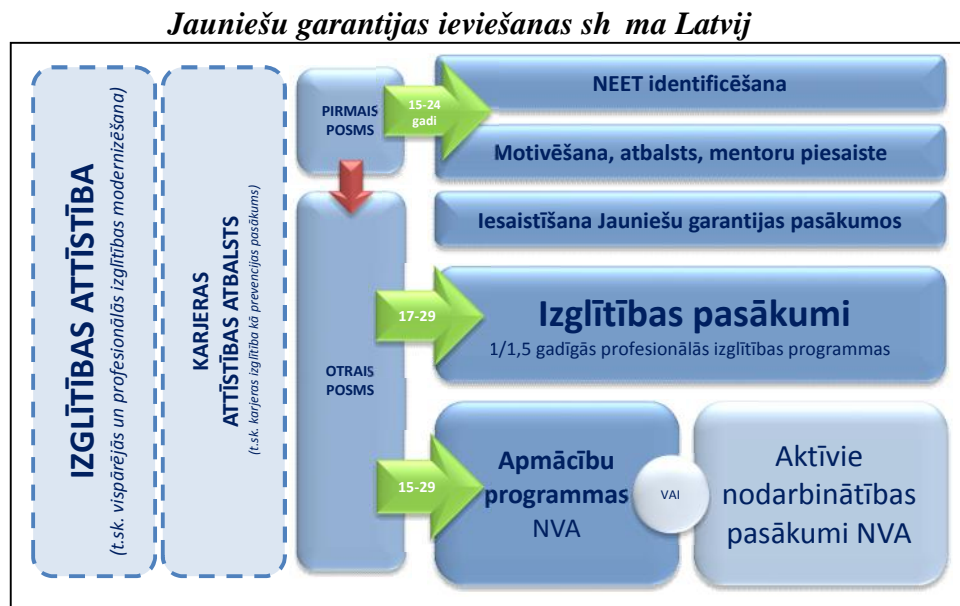 Jauniešu garantijas ieviešanas sh ma Latvij
IZGLĪTĪBAS ATTĪSTĪBA
(t.sk. vispārējās un profesionālās izglītības modernizēšana)
KARJERAS
ATTĪSTĪBAS ATBALSTS
(t.sk. karjeras izglītība kā prevencijas pasākums)
PIRMAIS
POSMS
15-24
gadi
NEET identificēšana
Motivēšana, atbalsts, mentoru piesaiste
Iesaistīšana Jauniešu garantijas pasākumos
OTRAIS
POSMS
17-29
Izglītības pasākumi
1/1,5 gadīgās profesionālās izglītības programmas
15-29
Apmācību
programmas
NVA
VAI
Aktīvie
nodarbinātības
pasākumi NVA